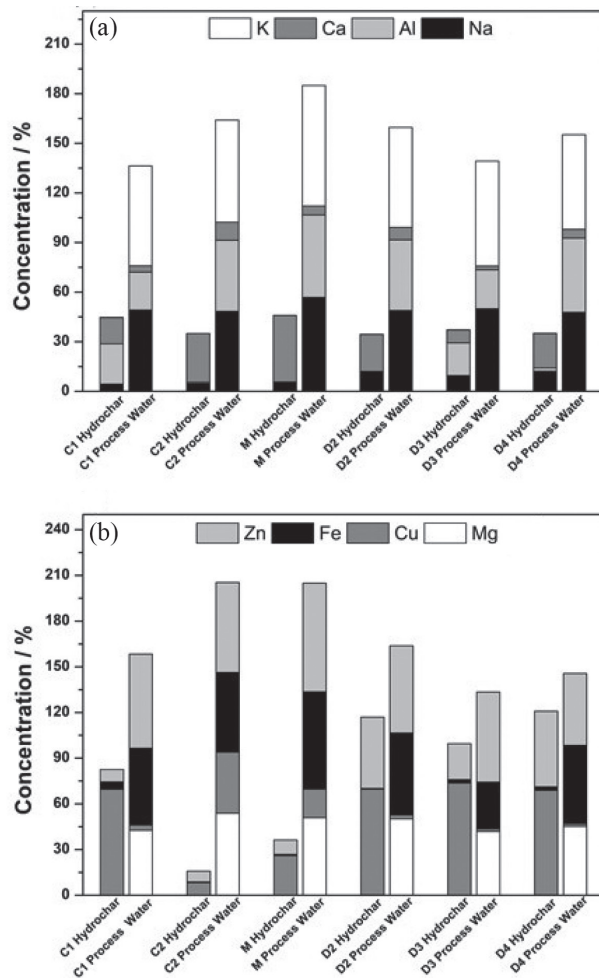 (a)
K Ca Al Na
Concentration / %
210
180
150
120
90
60
30
0
C1 Hydrochar
C1 Process Water
C2 Hydrochar
C2 Process Water
M Hydrochar
M Process Water
D2 Hydrochar
D2 Process Water
D3 Hydrochar
D3 Process Water
D4 Hydrochar
D4 Process Water
(b)
Zn Fe Cu Mg
Concentration / %
240
210
180
150
120
90
60
30
0
C1 Hydrochar
C1 Process Water
C2 Hydrochar
C2 Process Water
M Hydrochar
M Process Water
D2 Hydrochar
D2 Process Water
D3 Hydrochar
D3 Process Water
D4 Hydrochar
D4 Process Water